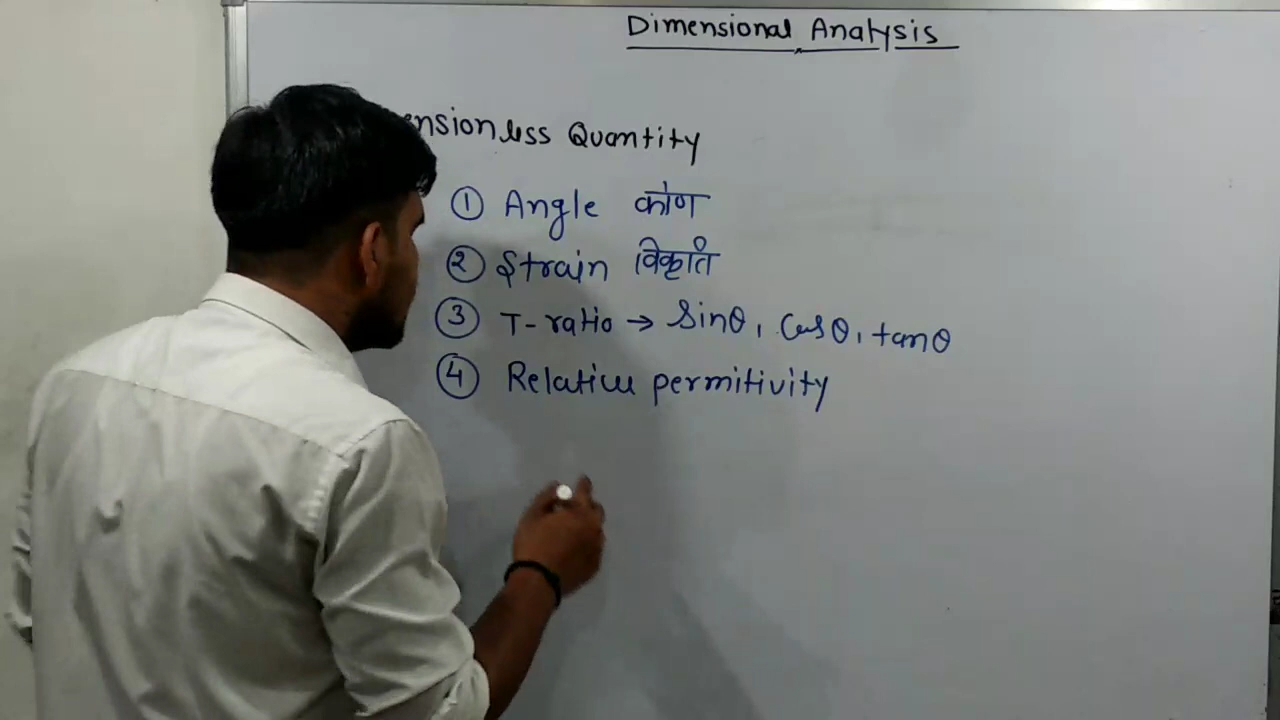 Dimensional Analysis
ensionless Quantity
① Angle कोण
② Strain विकृति
③ T-ratio → Sinθ, Cosθ, tanθ
④ Relative permitivity